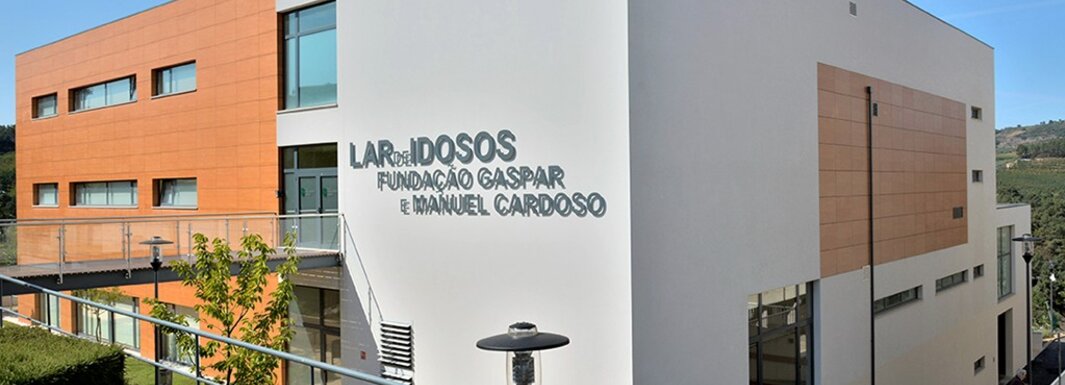 LAR DE IDOSOS
FUNDAÇÃO GASPAR
E MANUEL CARDOSO